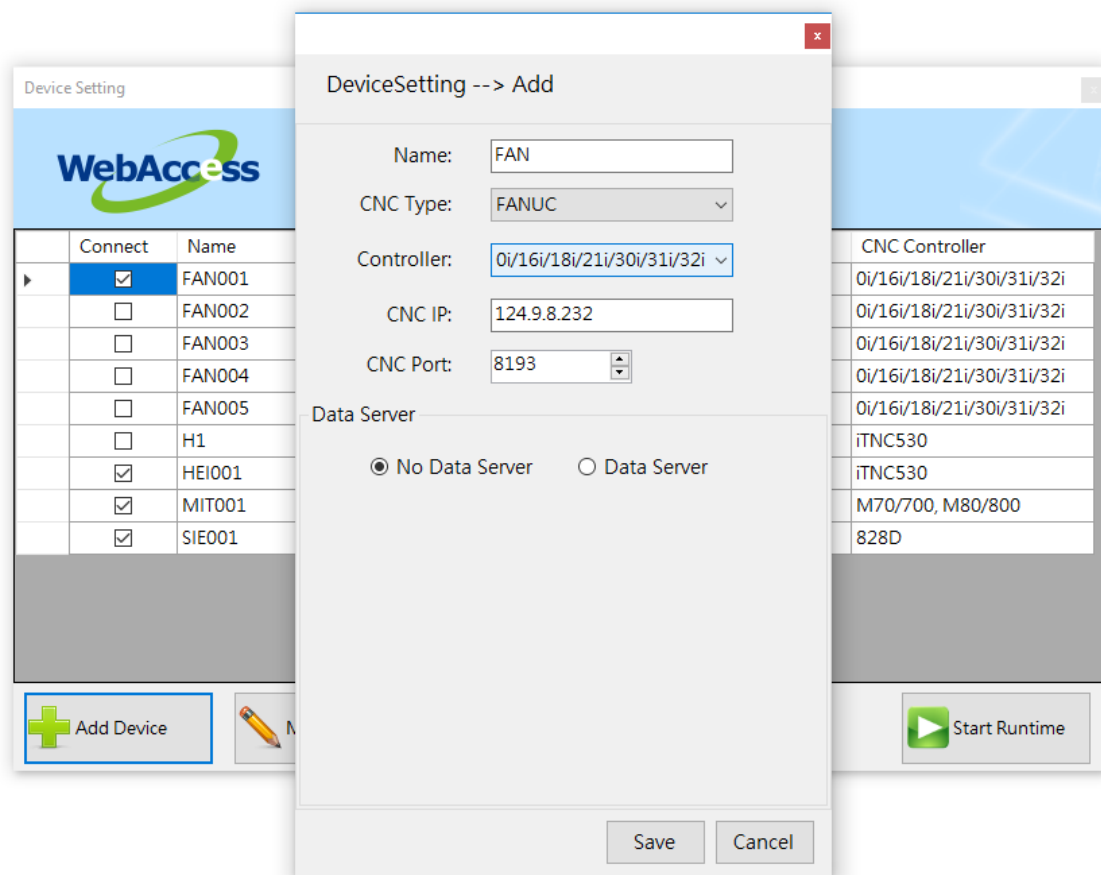 x
DeviceSetting --> Add
Device Setting
x
WebAccess
Name: FAN
CNC Type: FANUC
Controller: 0i/16i/18i/21i/30i/31i/32i
CNC IP: 124.9.8.232
CNC Port: 8193
Data Server
No Data Server Data Server
Connect Name CNC Controller
FAN001 0i/16i/18i/21i/30i/31i/32i
FAN002 0i/16i/18i/21i/30i/31i/32i
FAN003 0i/16i/18i/21i/30i/31i/32i
FAN004 0i/16i/18i/21i/30i/31i/32i
FAN005 0i/16i/18i/21i/30i/31i/32i
H1 iTNC530
HEI001 iTNC530
MIT001 M70/700, M80/800
SIE001 828D
Add Device
Start Runtime
Save Cancel